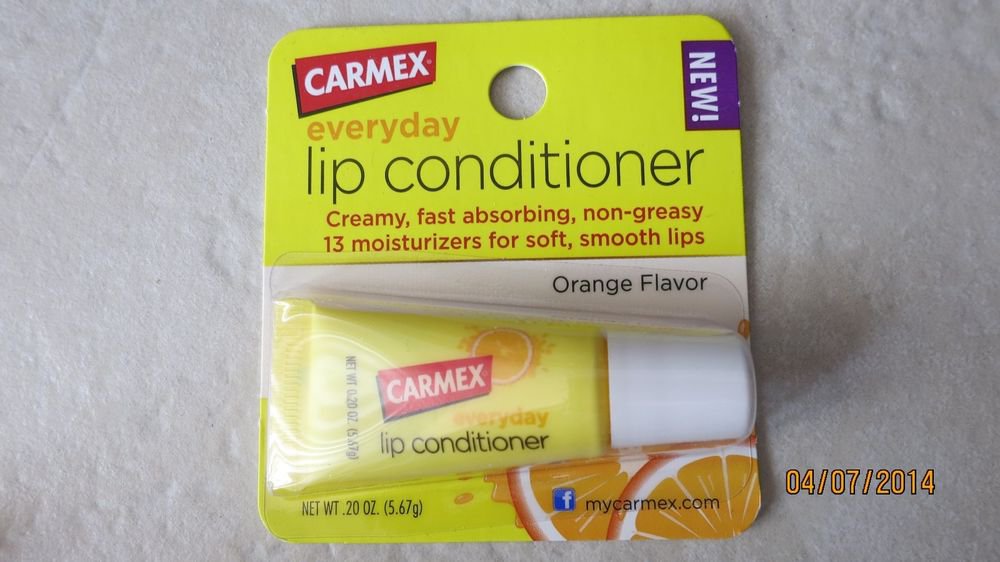 CARMEX
NEW!
everyday
lip conditioner
Creamy, fast absorbing, non-greasy
13 moisturizers for soft, smooth lips
Orange Flavor
NET WT 0.20 OZ. (5.67g)
CARMEX
everyday
lip conditioner
NET WT .20 OZ. (5.67g)
f mycarmex.com
04/07/2014